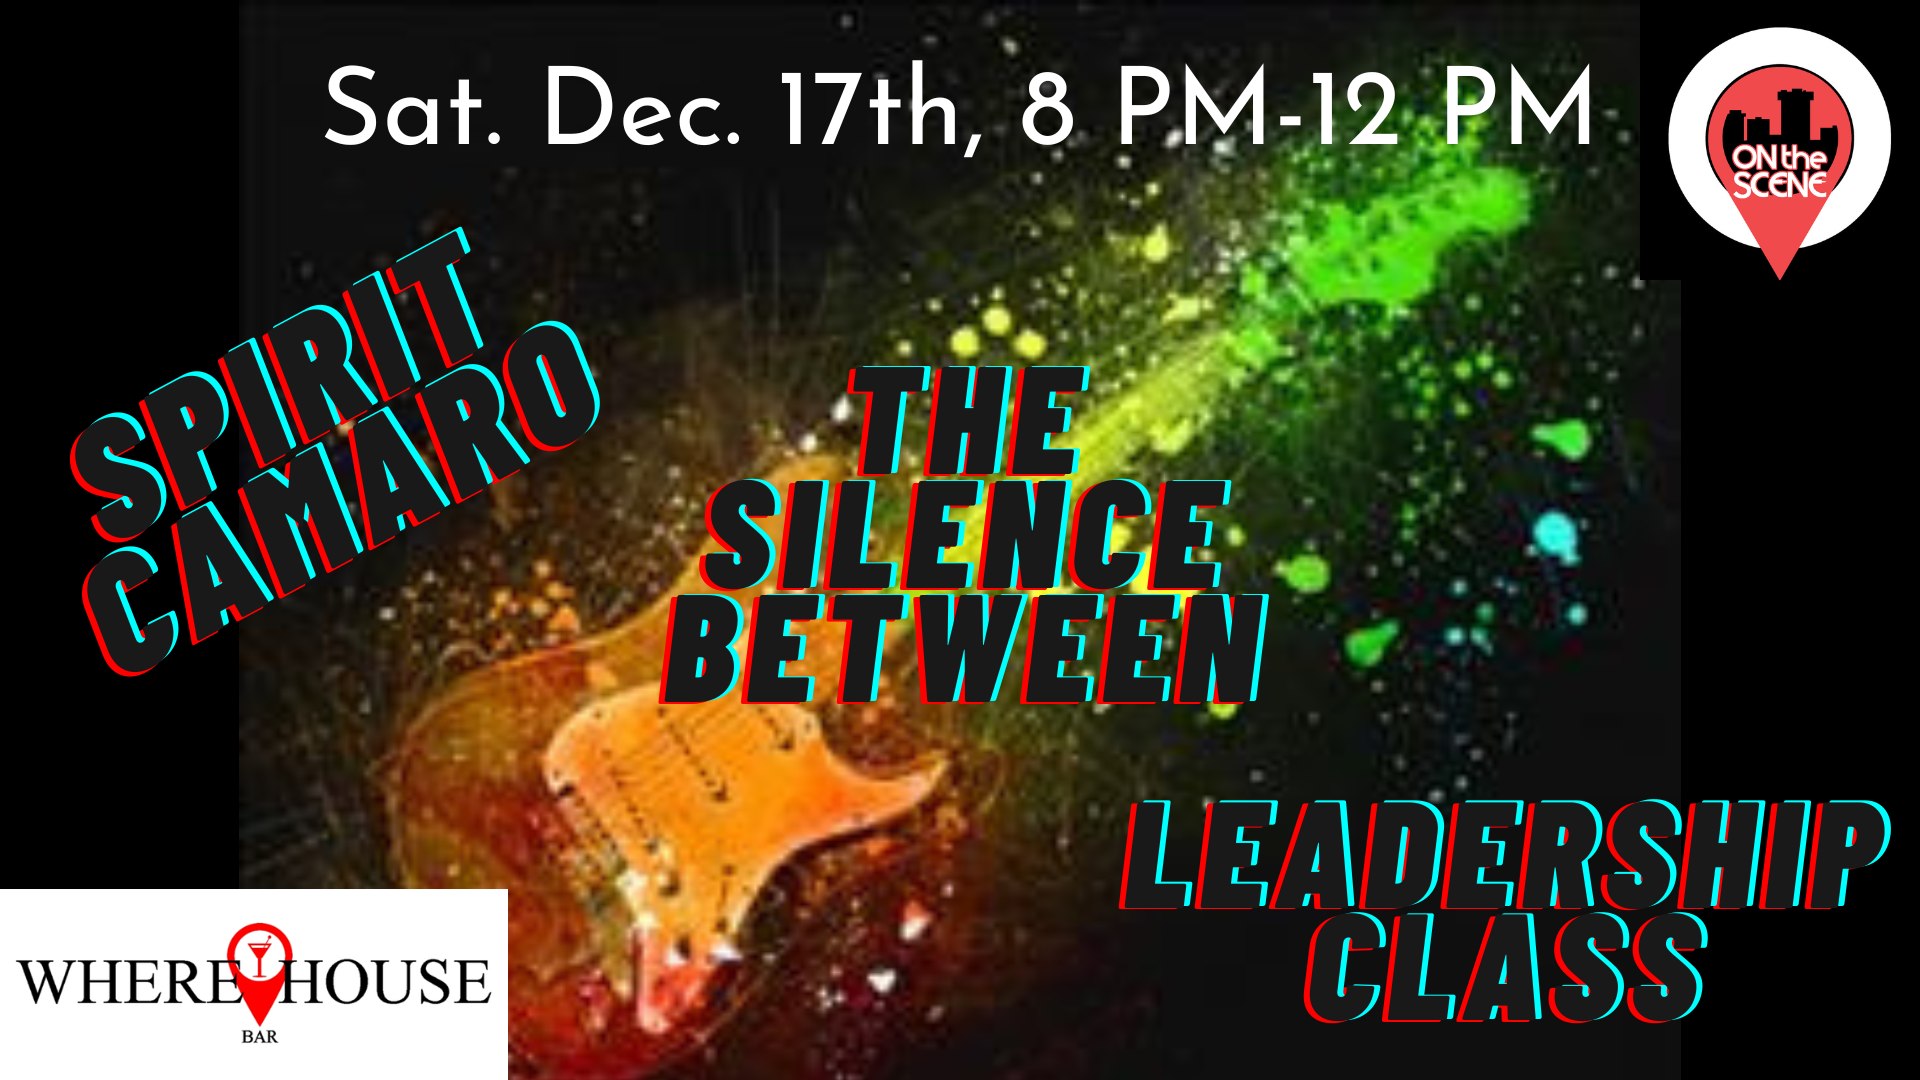 Sat. Dec. 17th, 8 PM-12 PM
ON the
SCENE
SPIRIT
CAMARO
THE
SILENCE
BETWEEN
LEADERSHIP
CLASS
WHERE HOUSE
BAR